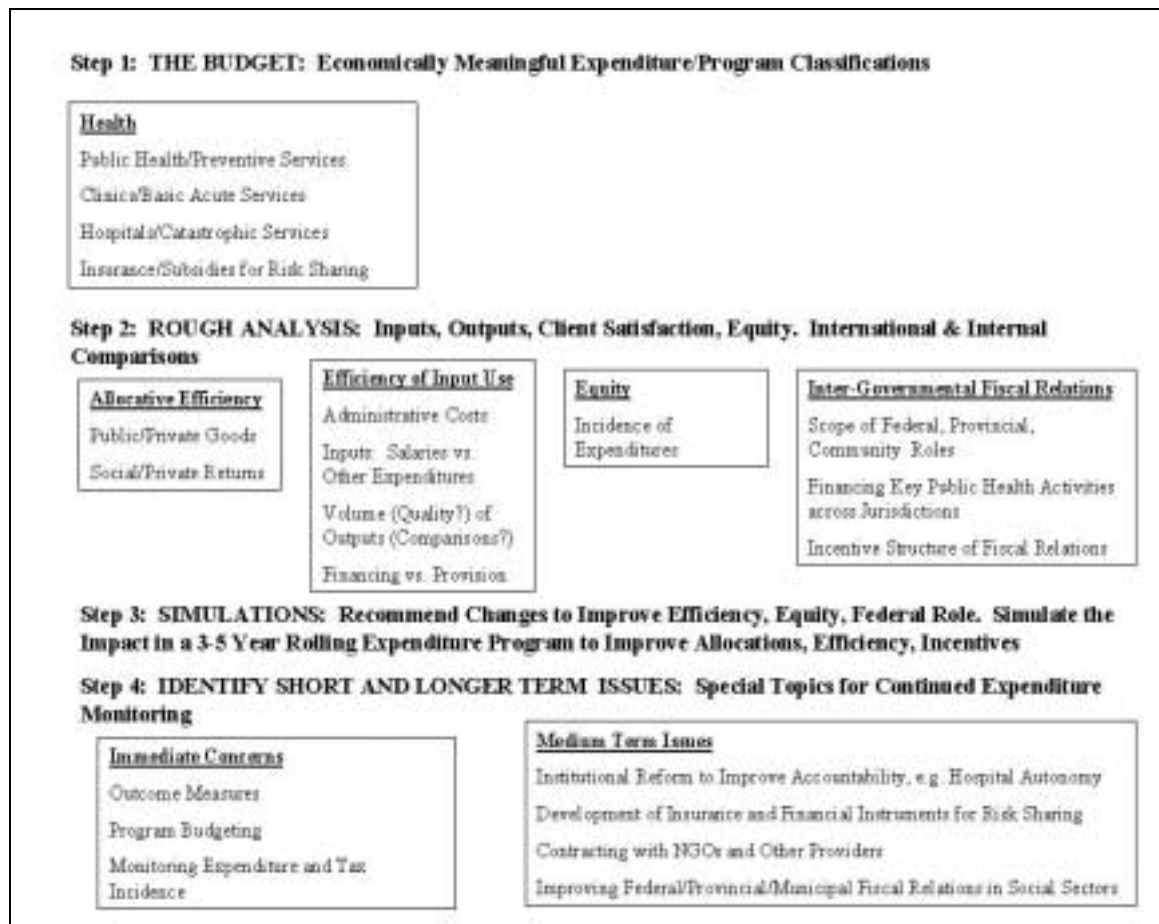 Step 1: THE BUDGET: Economically Meaningful Expenditure/Program Classifications
Health
Public Health/Preventive Services
Clinics/Basic Acute Services
Hospitals/Catastrophic Services
Insurance/Subsidies for Risk Sharing
Step 2: ROUGH ANALYSIS: Inputs, Outputs, Client Satisfaction, Equity. International & Internal
Comparisons
Allocative Efficiency
Public/Private Goods
Social/Private Returns
Efficiency of Input Use
Administrative Costs
Inputs: Salaries vs.
Other Expenditures
Volume (Quality?) of
Outputs (Comparisons?)
Financing vs. Provision
Equity
Incidence of
Expenditures
Inter-Governmental Fiscal Relations
Scope of Federal, Provincial,
Community Roles
Financing Key Public Health Activities
across Jurisdictions
Incentive Structure of Fiscal Relations
Step 3: SIMULATIONS: Recommend Changes to Improve Efficiency, Equity, Federal Role. Simulate the
Impact in a 3-5 Year Rolling Expenditure Program to Improve Allocations, Efficiency, Incentives
Step 4: IDENTIFY SHORT AND LONGER TERM ISSUES: Special Topics for Continued Expenditure
Monitoring
Immediate Concerns
Outcome Measures
Program Budgeting
Monitoring Expenditure and Tax
Incidence
Medium Term Issues
Institutional Reform to Improve Accountability, e.g. Hospital Autonomy
Development of Insurance and Financial Instruments for Risk Sharing
Contracting with NGOs and Other Providers
Improving Federal/Provincial/Municipal Fiscal Relations in Social Sectors